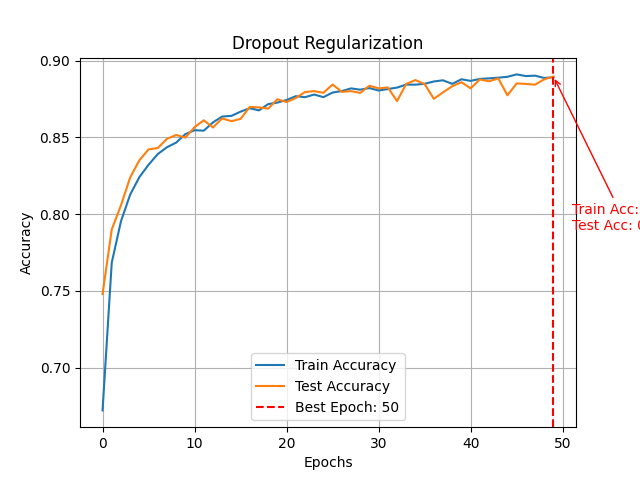 Dropout Regularization
0.90
0.85
0.80
0.75
0.70
Accuracy
Train Acc:
Test Acc:
Train Accuracy
Test Accuracy
Best Epoch: 50
0
10
20
30
40
50
Epochs